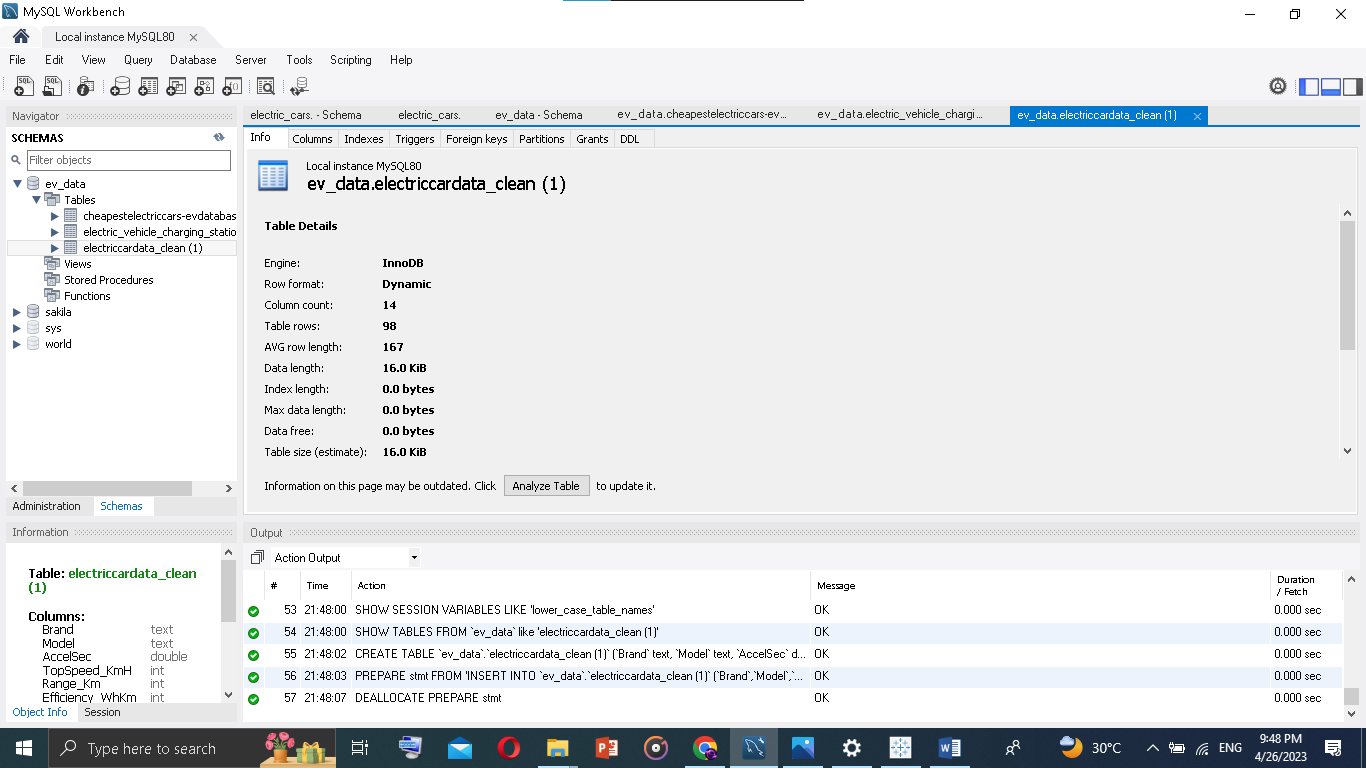 MySQL Workbench
Local instance MySQL80
File Edit View Query Database Server Tools Scripting Help
Navigator
SCHEMAS
Filter objects
ev_data
Tables
cheapestelectriccars-evdatabas
electric_vehicle_charging_statio
electriccardata_clean (1)
Views
Stored Procedures
Functions
sakila
sys
world
Administration Schemas
Information
Table: electriccardata_clean
(1)
Columns:
Brand text
Model text
AccelSec double
TopSpeed_KmH int
Range_Km int
Efficiency_WhKm int
Object Info Session
electric_cars. - Schema electric_cars. ev_data - Schema ev_data.cheapestelectriccars-ev... ev_data.electric_vehicle_chargi... ev_data.electriccardata_clean (1)
Info Columns Indexes Triggers Foreign keys Partitions Grants DDL
Local instance MySQL80
ev_data.electriccardata_clean (1)
Table Details
Engine: InnoDB
Row format: Dynamic
Column count: 14
Table rows: 98
AVG row length: 167
Data length: 16.0 KiB
Index length: 0.0 bytes
Max data length: 0.0 bytes
Data free: 0.0 bytes
Table size (estimate): 16.0 KiB
Information on this page may be outdated. Click Analyze Table to update it.
Output
Action Output
# Time Action Message Duration / Fetch
53 21:48:00 SHOW SESSION VARIABLES LIKE 'lower_case_table_names' OK 0.000 sec
54 21:48:00 SHOW TABLES FROM `ev_data` like 'electriccardata_clean (1)' OK 0.000 sec
55 21:48:02 CREATE TABLE `ev_data`.`electriccardata_clean (1)` (`Brand` text, `Model` text, `AccelSec` d... OK 0.000 sec
56 21:48:03 PREPARE stmt FROM 'INSERT INTO `ev_data`.`electriccardata_clean (1)` (`Brand`,`Model`,`... OK 0.000 sec
57 21:48:07 DEALLOCATE PREPARE stmt OK 0.000 sec
Type here to search
30°C
ENG
9:48 PM
4/26/2023